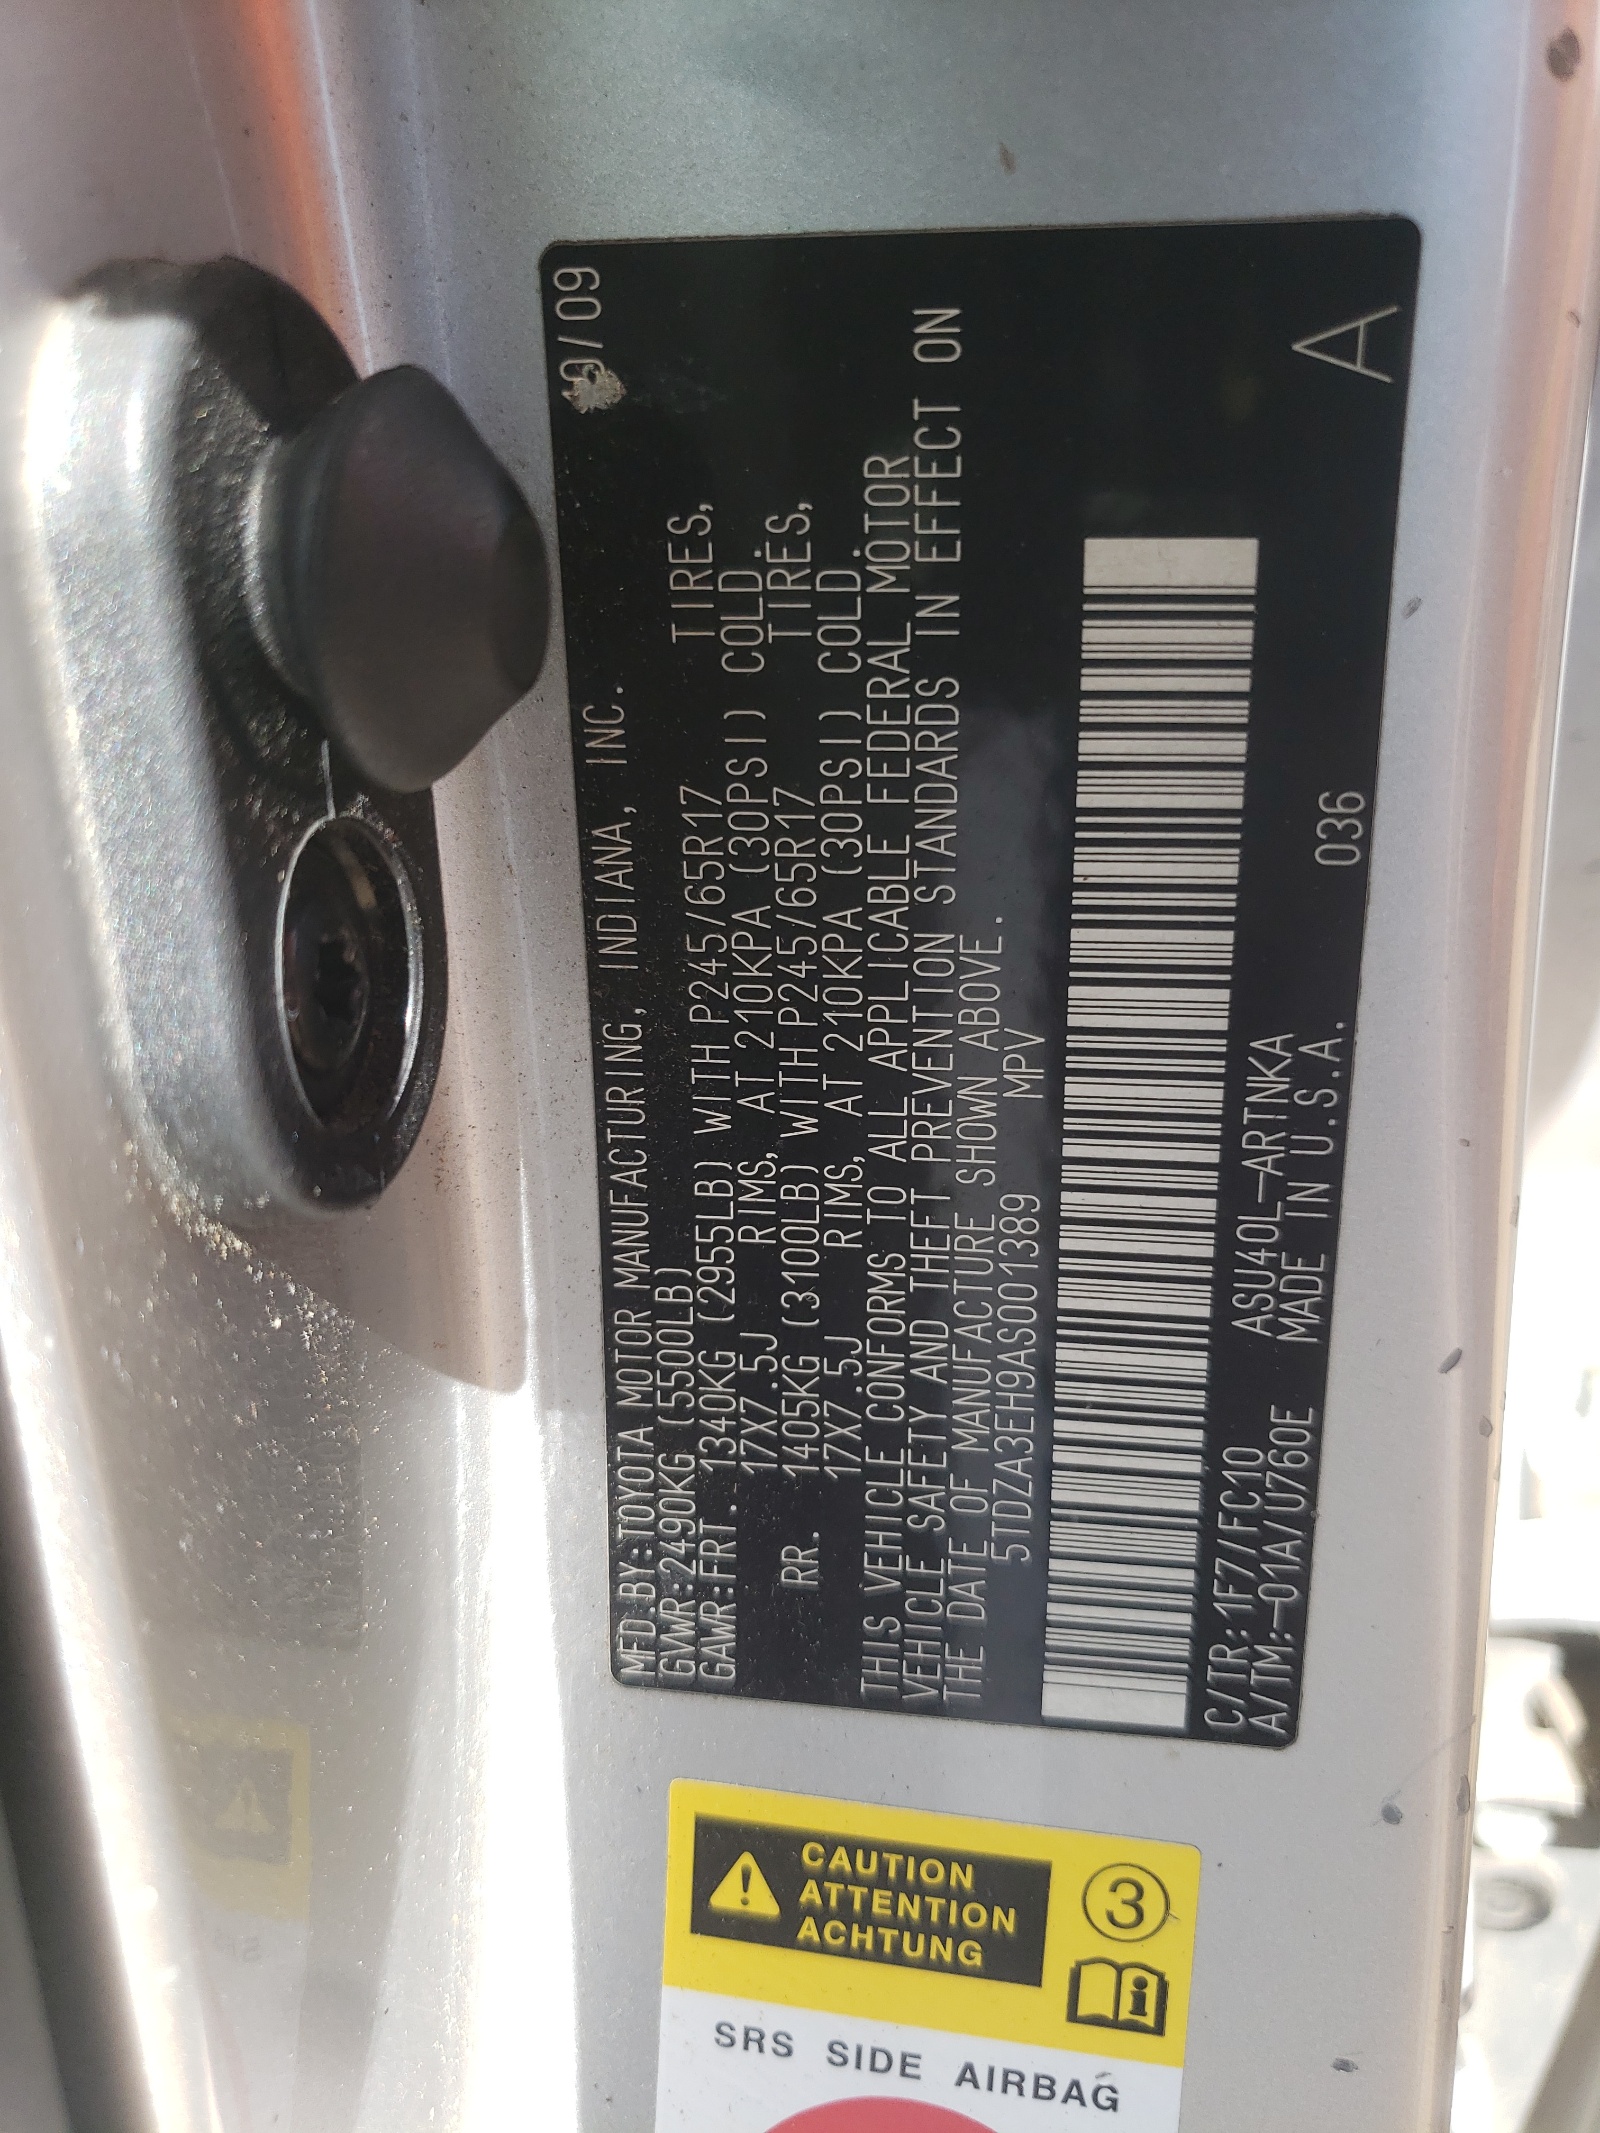 MFD.BY:TOYOTA MOTOR MANUFACTURING, INDIANA, INC. /09
GVWR:2490KG (5500LB)
GAWR:FRT. 1340KG (2955LB) WITH P245/65R17 TIRES,
17X7.5J RIMS, AT 210KPA (30PSI) COLD.
RR. 1405KG (3100LB) WITH P245/65R17 TIRES,
17X7.5J RIMS, AT 210KPA (30PSI) COLD.
THIS VEHICLE CONFORMS TO ALL APPLICABLE FEDERAL MOTOR
VEHICLE SAFETY AND THEFT PREVENTION STANDARDS IN EFFECT ON
THE DATE OF MANUFACTURE SHOWN ABOVE.
5TDZA3EH9AS001389 MPV
C/TR:1F7/FC10 ASU40L-ARTNKA
A/TM:-01A/U760E MADE IN U.S.A. 036 A
CAUTION
ATTENTION
ACHTUNG
3
SRS SIDE AIRBAG